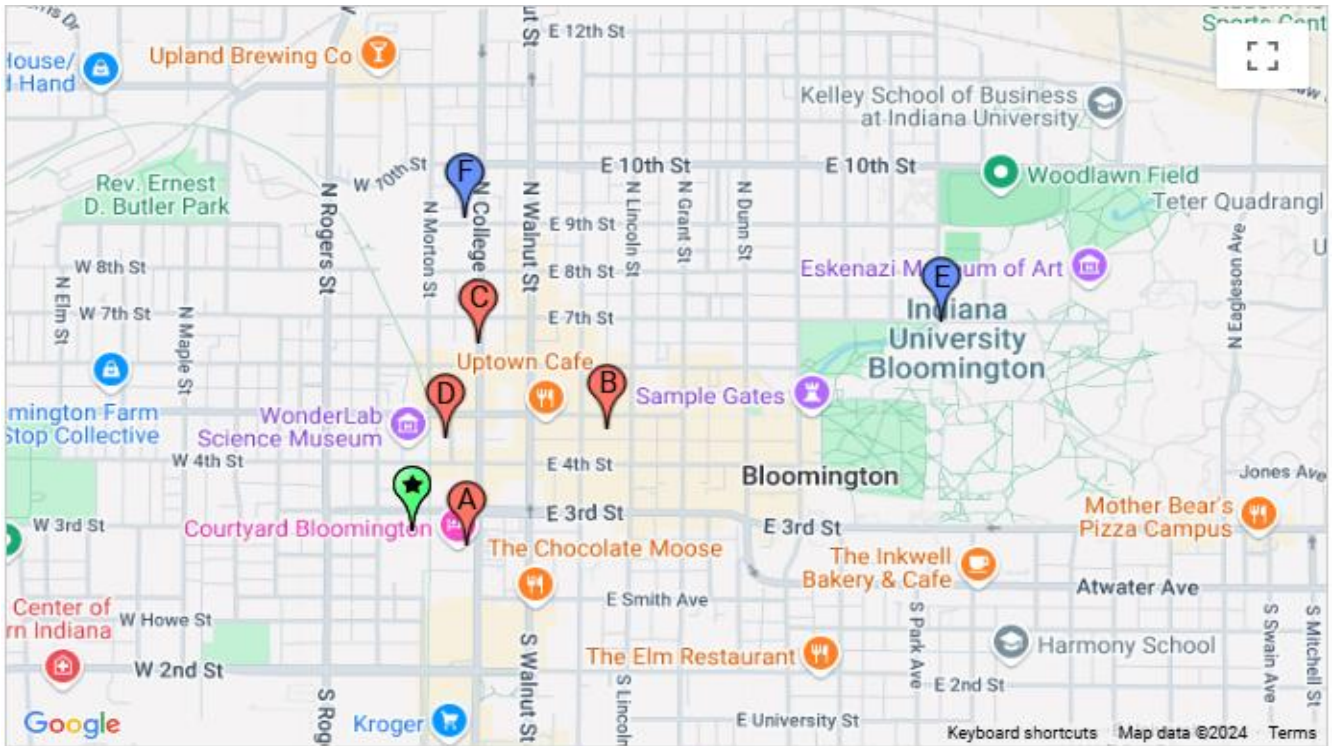 E 12th St
Upland Brewing Co
House/
d Hand
Kelley School of Business
at Indiana University
E 10th St
E 10th St
W 10th St
Woodlawn Field
Rev. Ernest
D. Butler Park
Teter Quadrangl
F
N Rogers St
N Morton St
N College
N Walnut St
N Lincoln St
N Grant St
N Dunn St
N Eagleson Ave
E 9th St
W 8th St
E 8th St
Eskenazi Museum of Art
E
C
W 7th St
E 7th St
N Elm St
N Maple St
Indiana
University
Bloomington
Uptown Cafe
D
B
Sample Gates
mington Farm
Stop Collective
WonderLab
Science Museum
W 4th St
E 4th St
Bloomington
Jones Ave
A
W 3rd St
Courtyard Bloomington
E 3rd St
E 3rd St
Mother Bear's
Pizza Campus
The Chocolate Moose
The Inkwell
Bakery & Cafe
Atwater Ave
Center of
rn Indiana
W Howe St
E Smith Ave
S Park Ave
S Swain Ave
S Mitchell St
Harmony School
W 2nd St
The Elm Restaurant
E 2nd St
S Rog
S Walnut St
S Lincoln
Google
Kroger
E University St
Keyboard shortcuts Map data ©2024 Terms